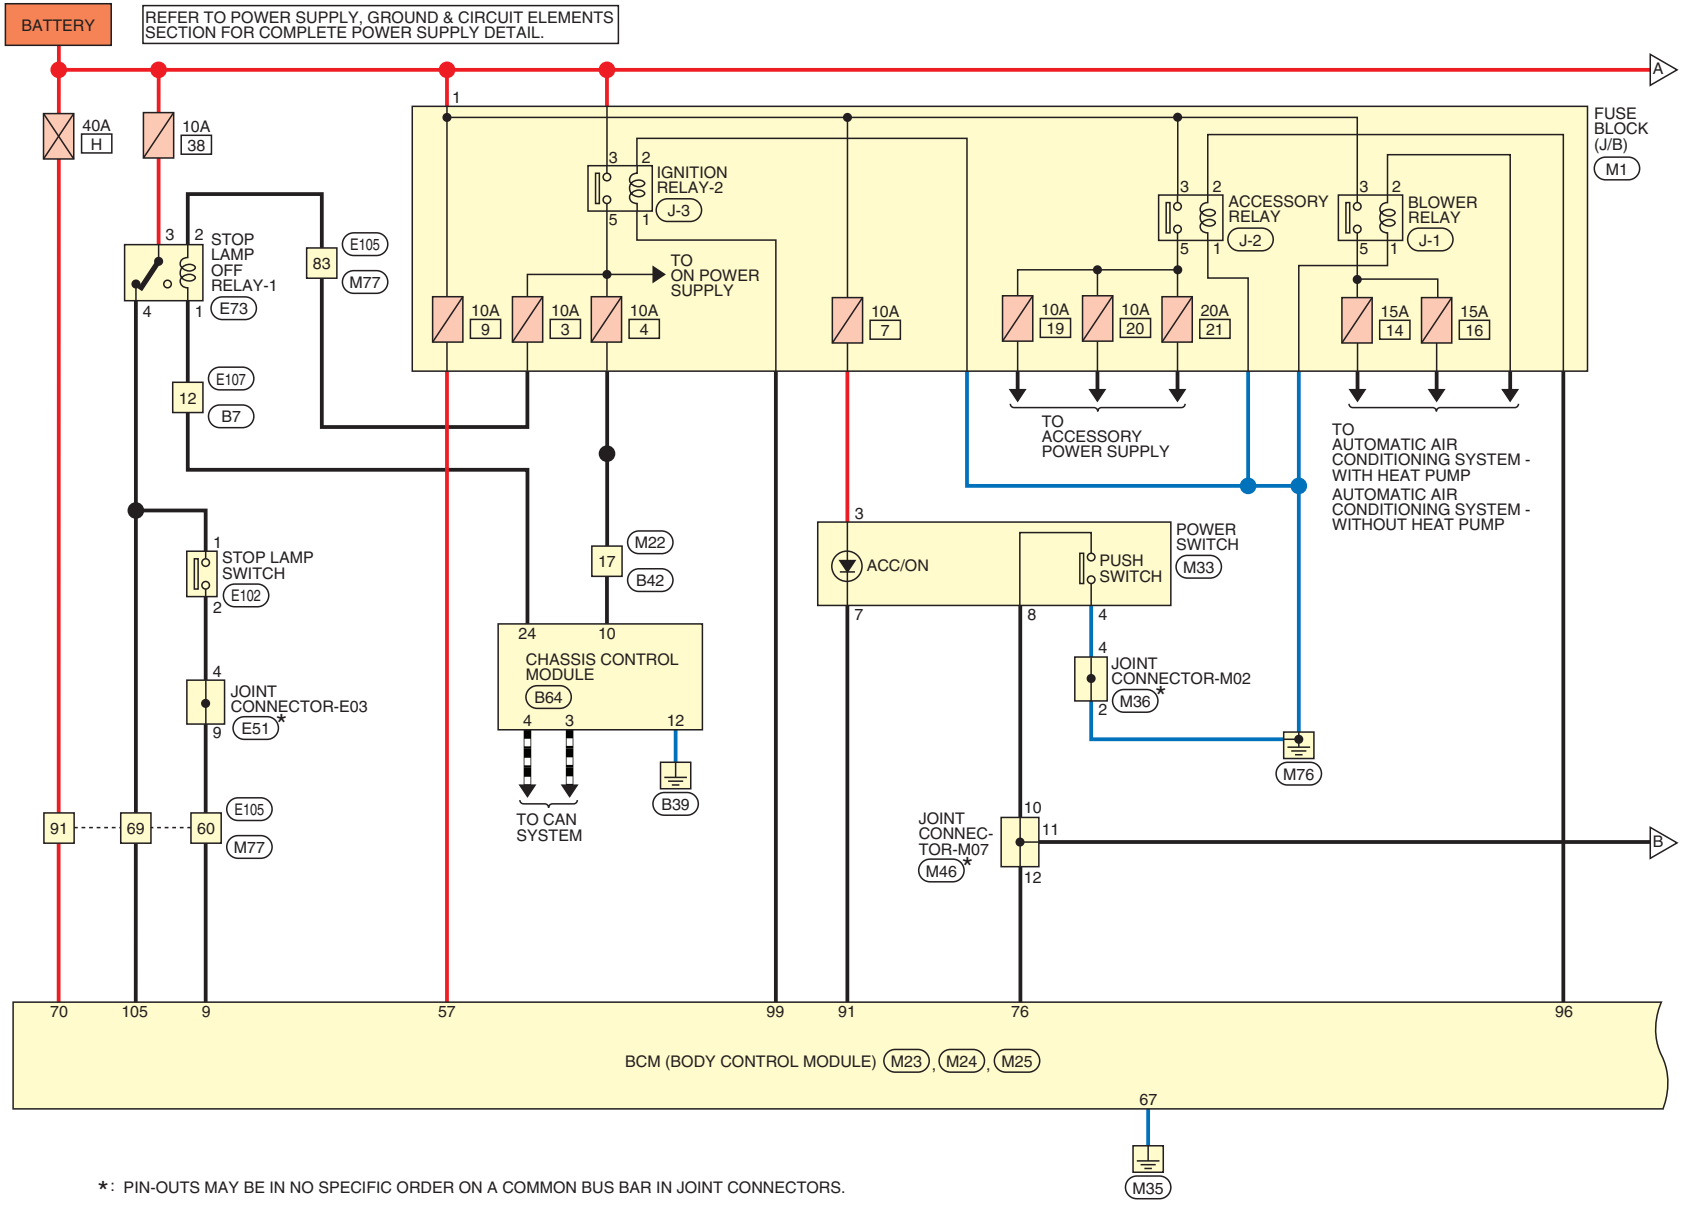 BATTERY
REFER TO POWER SUPPLY, GROUND & CIRCUIT ELEMENTS
SECTION FOR COMPLETE POWER SUPPLY DETAIL.
A
1
40A
H
10A
38
FUSE
BLOCK
(J/B)
M1
3 2
IGNITION
RELAY-2
J-3
5 1
3 2
ACCESSORY
RELAY
J-2
5 1
3 2
BLOWER
RELAY
J-1
5 1
3 2
STOP
LAMP
OFF
RELAY-1
E73
4 1
E105
83
M77
TO
ON POWER
SUPPLY
10A
9
10A
3
10A
4
10A
7
10A
19
10A
20
20A
21
15A
14
15A
16
E107
12
B7
TO
ACCESSORY
POWER SUPPLY
TO
AUTOMATIC AIR
CONDITIONING SYSTEM -
WITH HEAT PUMP
AUTOMATIC AIR
CONDITIONING SYSTEM -
WITHOUT HEAT PUMP
1
STOP LAMP
SWITCH
E102
2
M22
17
B42
3
ACC/ON
PUSH
SWITCH
POWER
SWITCH
M33
7 8 4
24 10
CHASSIS CONTROL
MODULE
B64
4 3 12
4
JOINT
CONNECTOR-E03
E51*
9
4
JOINT
CONNECTOR-M02
M36*
2
M76
B39
TO CAN
SYSTEM
91 69 60
E105
M77
JOINT
CONNEC-
TOR-M07
M46*
10
11
12
B
70 105 9 57 99 91 76 96
BCM (BODY CONTROL MODULE) M23 , M24 , M25
67
M35
*: PIN-OUTS MAY BE IN NO SPECIFIC ORDER ON A COMMON BUS BAR IN JOINT CONNECTORS.